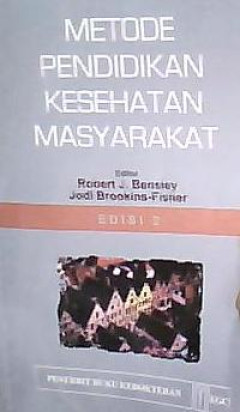 METODE
PENDIDIKAN
KESEHATAN
MASYARAKAT
Editor
Robert J. Bensley
Jodi Brookins-Fisher
EDISI 2
PENERBIT BUKU KEDOKTERAN
EGC